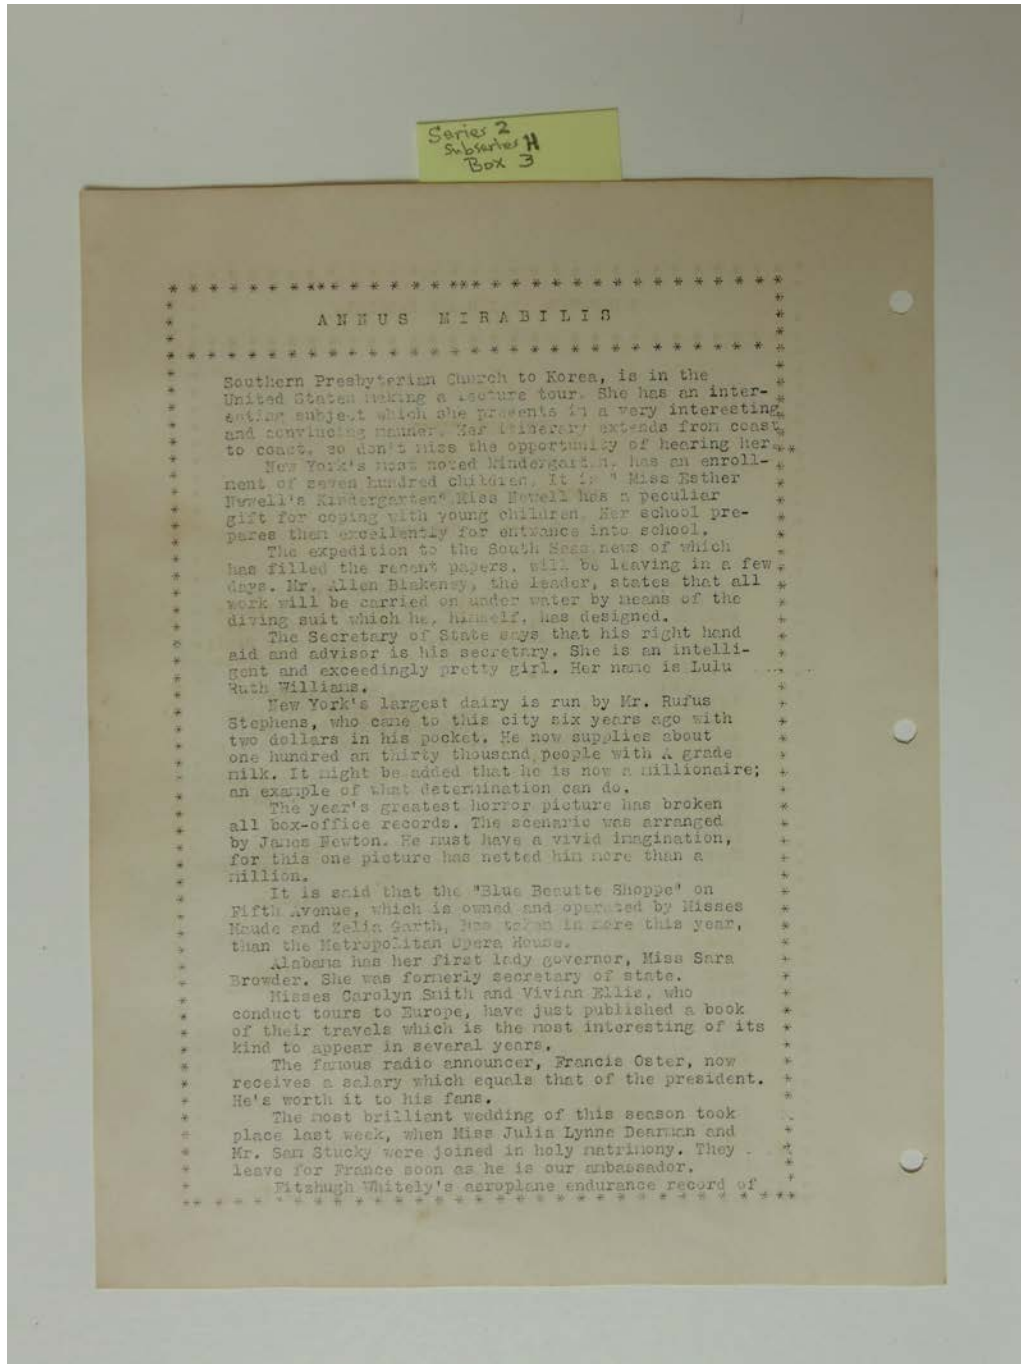 Series 2
Subseries H
Box 3
* * * * * * * *** * * * * * * *** * * * * * * * * * * * * * * *
ANNUS MIRABILIS
* * * * * * * * * * * * * * * * * * * * * * * * * * * * * * *
Southern Presbyterian Church to Korea, is in the
United States making a lecture tour. She has an inter-
esting subject which she presents in a very interesting
and convincing manner. Her itinerary extends from coast
to coast, so don't miss the opportunity of hearing her.
New York's most noted kindergarten, has an enroll-
ment of seven hundred children. It is " Miss Esther
Newell's Kindergarten" Miss Newell has a peculiar
gift for coping with young children. Her school pre-
pares them excellently for entrance into school.
The expedition to the South Seas, news of which
has filled the recent papers, will be leaving in a few
days. Mr. Allen Blakeney, the leader, states that all
work will be carried on under water by means of the
diving suit which he, himself, has designed.
The Secretary of State says that his right hand
aid and advisor is his secretary. She is an intelli-
gent and exceedingly pretty girl. Her name is Lulu
Ruth Williams.
New York's largest dairy is run by Mr. Rufus
Stephens, who came to this city six years ago with
two dollars in his pocket. He now supplies about
one hundred an thirty thousand people with A grade
milk. It might be added that he is now a millionaire;
an example of what determination can do.
The year's greatest horror picture has broken
all box-office records. The scenario was arranged
by James Newton. He must have a vivid imagination,
for this one picture has netted him more than a
million.
It is said that the "Blue Beautte Shoppe" on
Fifth Avenue, which is owned and operated by Misses
Maude and Zelia Garth, has taken in more this year,
than the Metropolitan Opera House.
Alabama has her first lady governor, Miss Sara
Browder. She was formerly secretary of state.
Misses Carolyn Smith and Vivian Ellis, who
conduct tours to Europe, have just published a book
of their travels which is the most interesting of its
kind to appear in several years.
The famous radio announcer, Francis Oster, now
receives a salary which equals that of the president.
He's worth it to his fans.
The most brilliant wedding of this season took
place last week, when Miss Julia Lynne Dearman and
Mr. Sam Stucky were joined in holy matrimony. They
leave for France soon as he is our ambassador.
Fitzhugh Whitely's aeroplane endurance record of